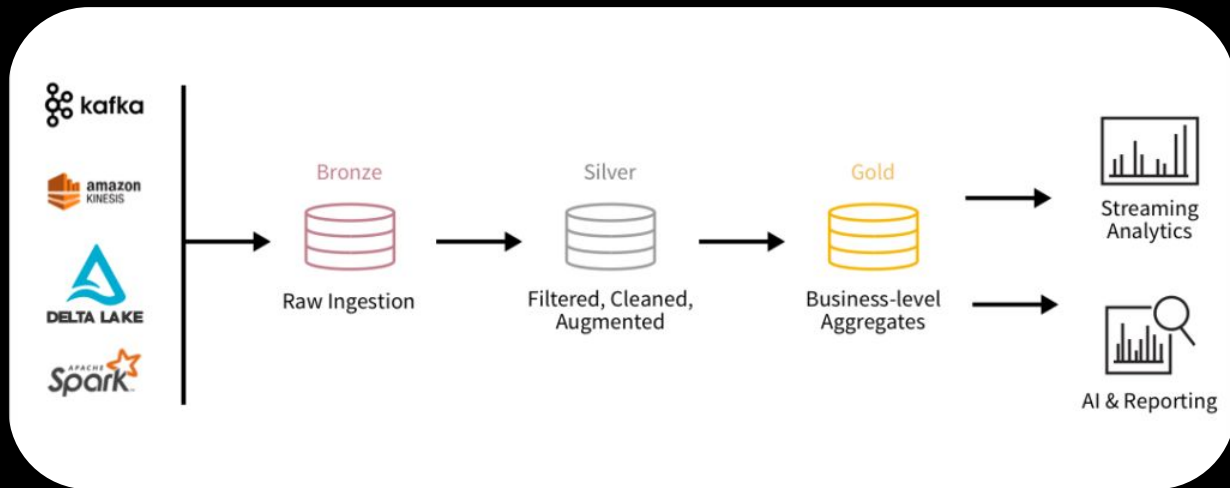 kafka
amazon
KINESIS
DELTA LAKE
APACHE
Spark™
Bronze
Raw Ingestion
Silver
Filtered, Cleaned,
Augmented
Gold
Business-level
Aggregates
Streaming
Analytics
AI & Reporting